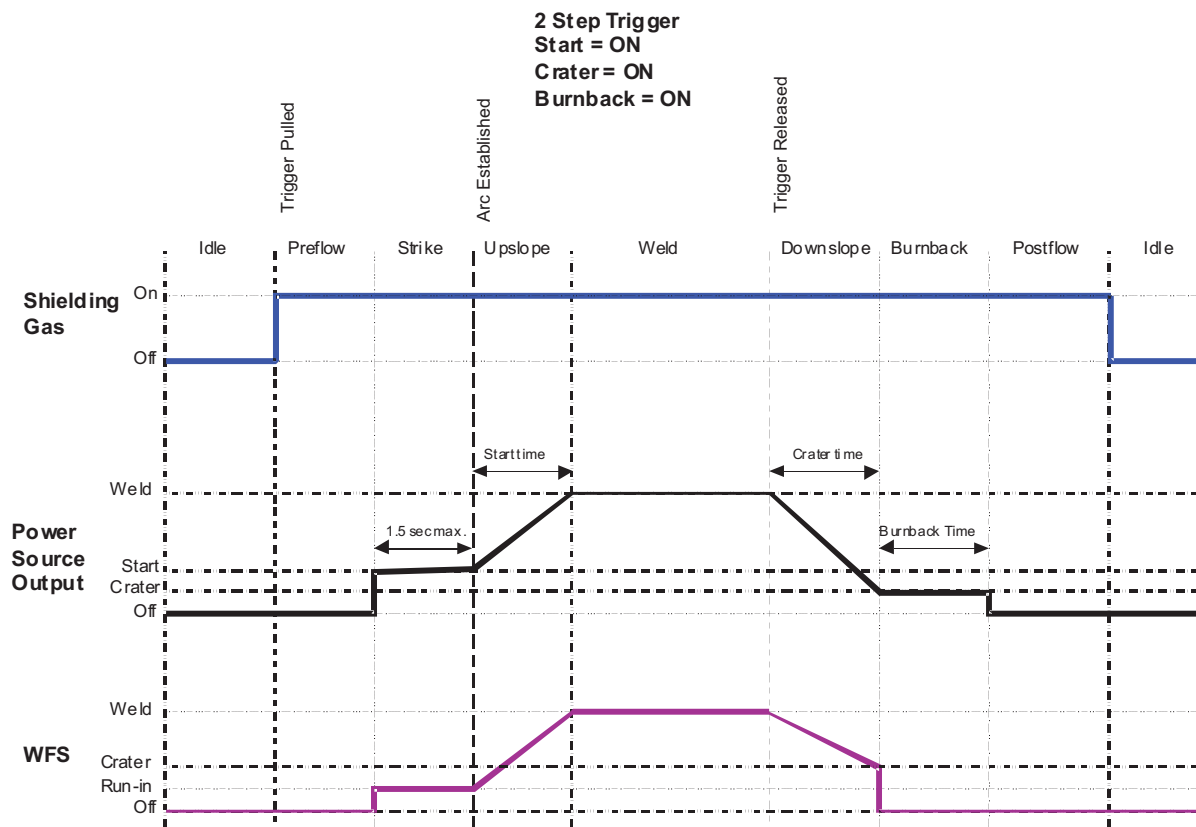 2 Step Trigger
Start = ON
Crater = ON
Burnback = ON
Trigger Pulled
Arc Established
Trigger Released
Idle
Preflow
Strike
Upslope
Weld
Downslope
Burnback
Postflow
Idle
Shielding
Gas
On
Off
Start time
Crater time
Weld
1.5 sec max.
Burnback Time
Power
Source
Output
Start
Crater
Off
Weld
WFS
Crater
Run-in
Off